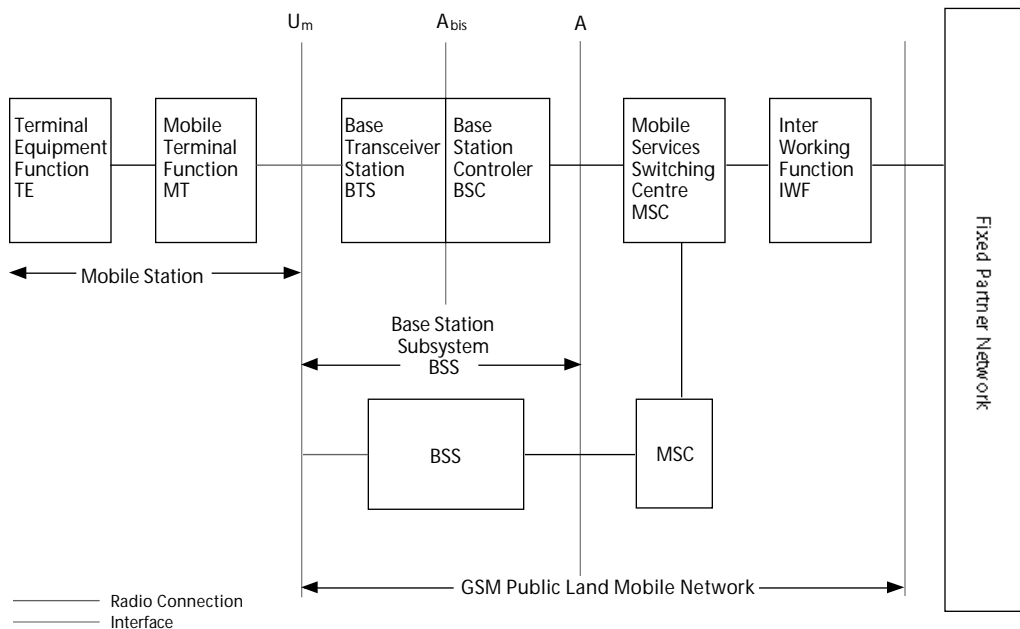 Um
Abis
A
Terminal
Equipment
Function
TE
Mobile
Terminal
Function
MT
Base
Transceiver
Station
BTS
Base
Station
Controler
BSC
Mobile
Services
Switching
Centre
MSC
Inter
Working
Function
IWF
Fixed Partner Network
Mobile Station
Base Station
Subsystem
BSS
BSS
MSC
GSM Public Land Mobile Network
Radio Connection
Interface